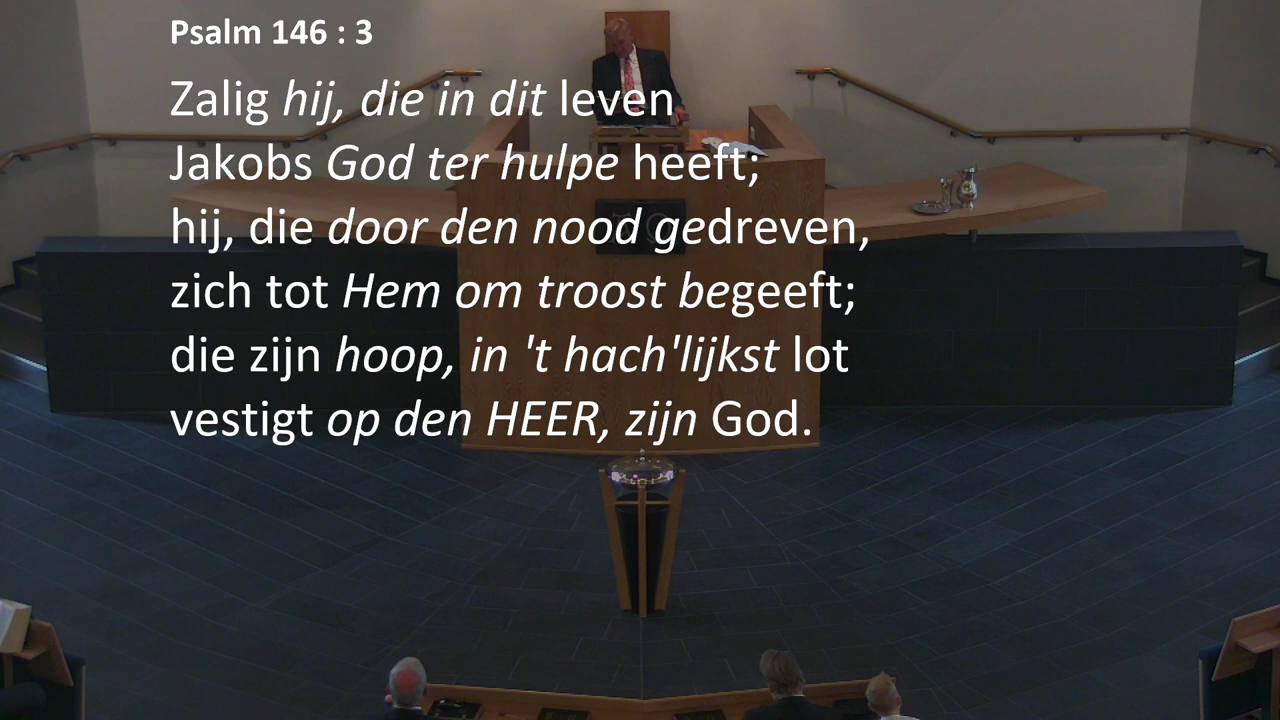 Psalm 146 : 3
Zalig hij, die in dit leven
Jakobs God ter hulpe heeft;
hij, die door den nood gedreven,
zich tot Hem om troost begeeft;
die zijn hoop, in 't hach'lijkst lot
vestigt op den HEER, zijn God.